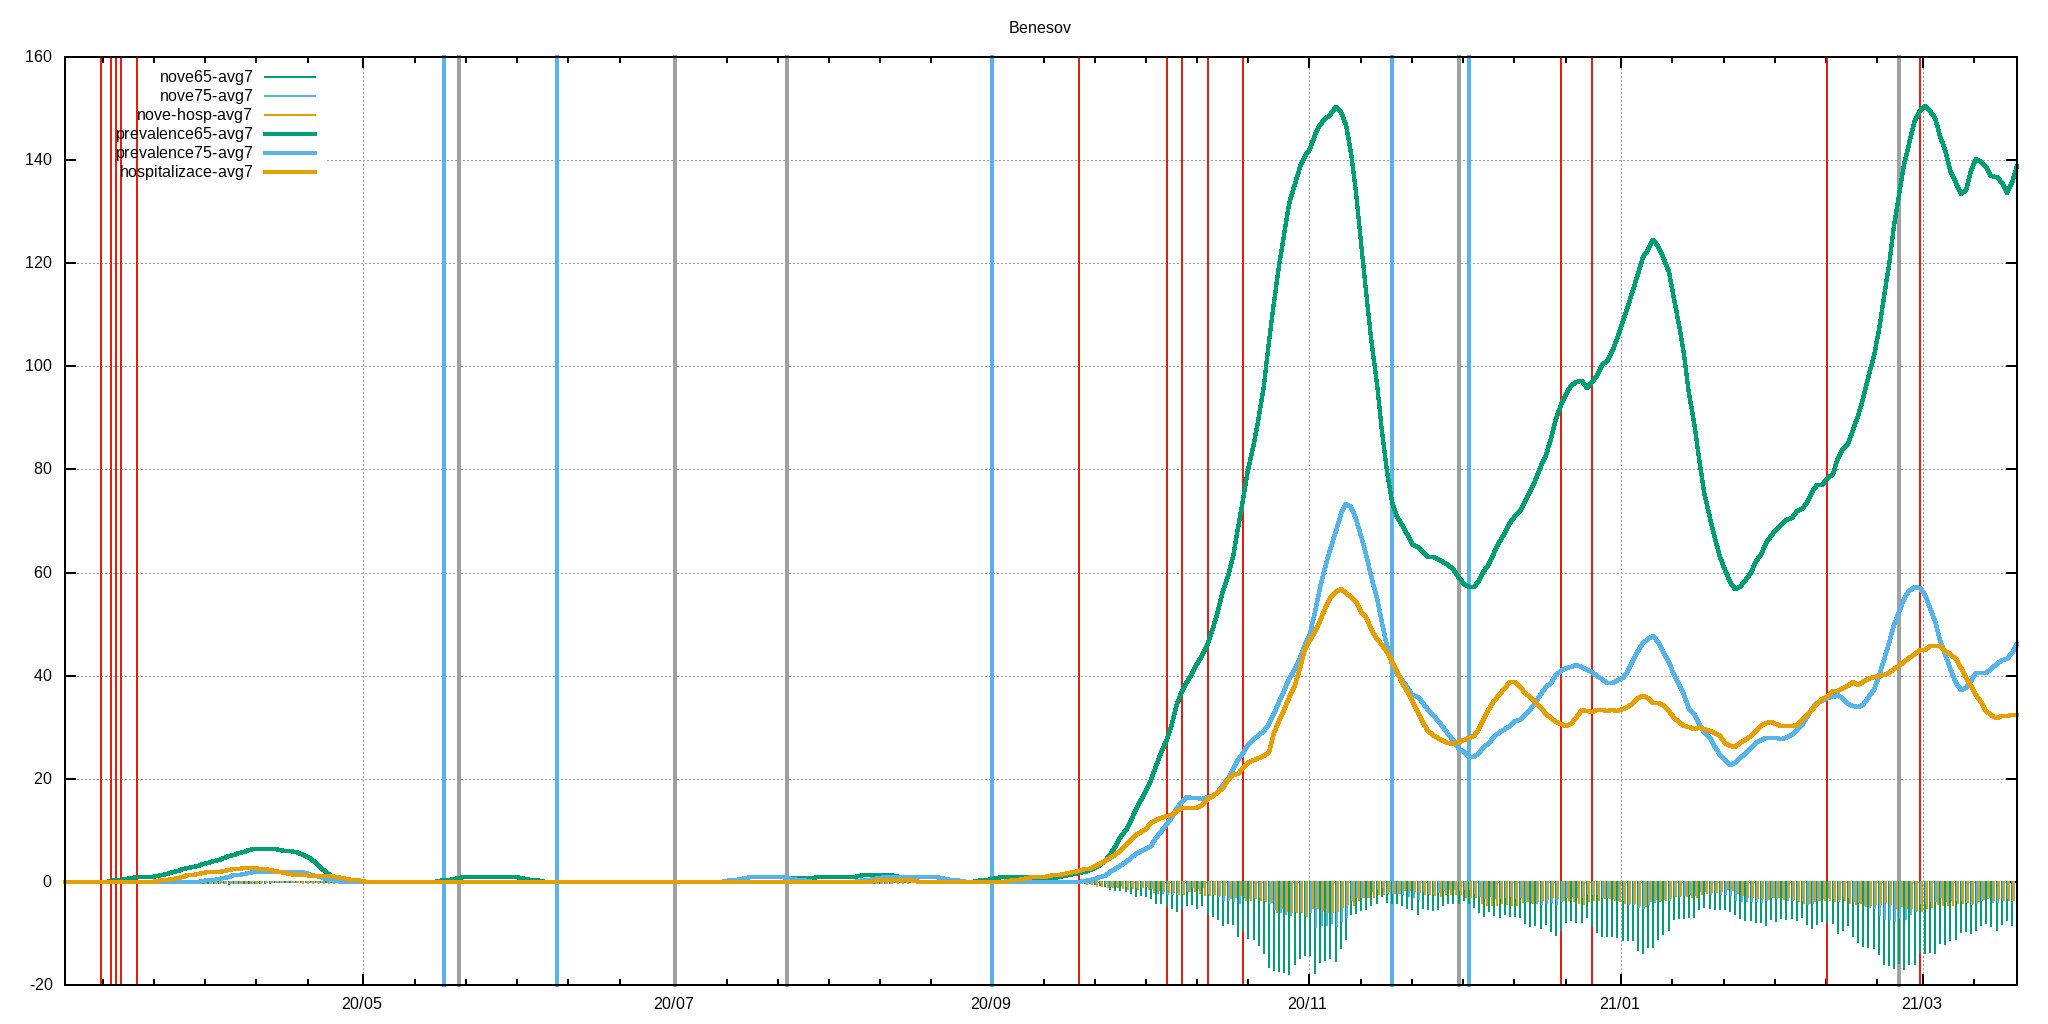 Benesov
160
nove65-avg7
nove75-avg7
nove-hosp-avg7
prevalence65-avg7
prevalence75-avg7
hospitalizace-avg7
140
120
100
80
60
40
20
0
-20
20/05 20/07 20/09 20/11 21/01 21/03